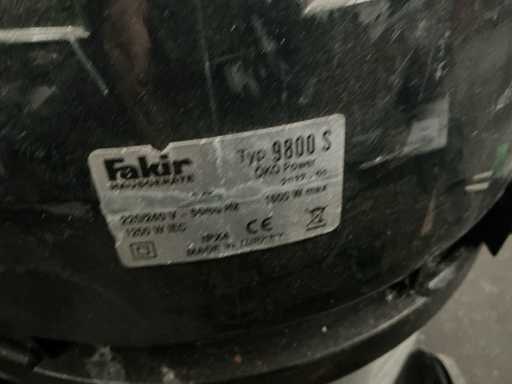 Fakir
HAUSGERÄTE
Typ 9800 S
ÖKO Power
220/240 V - 50/60 Hz
1600 W max
1250 W IEC
IPX4
CE
MADE IN TURKEY